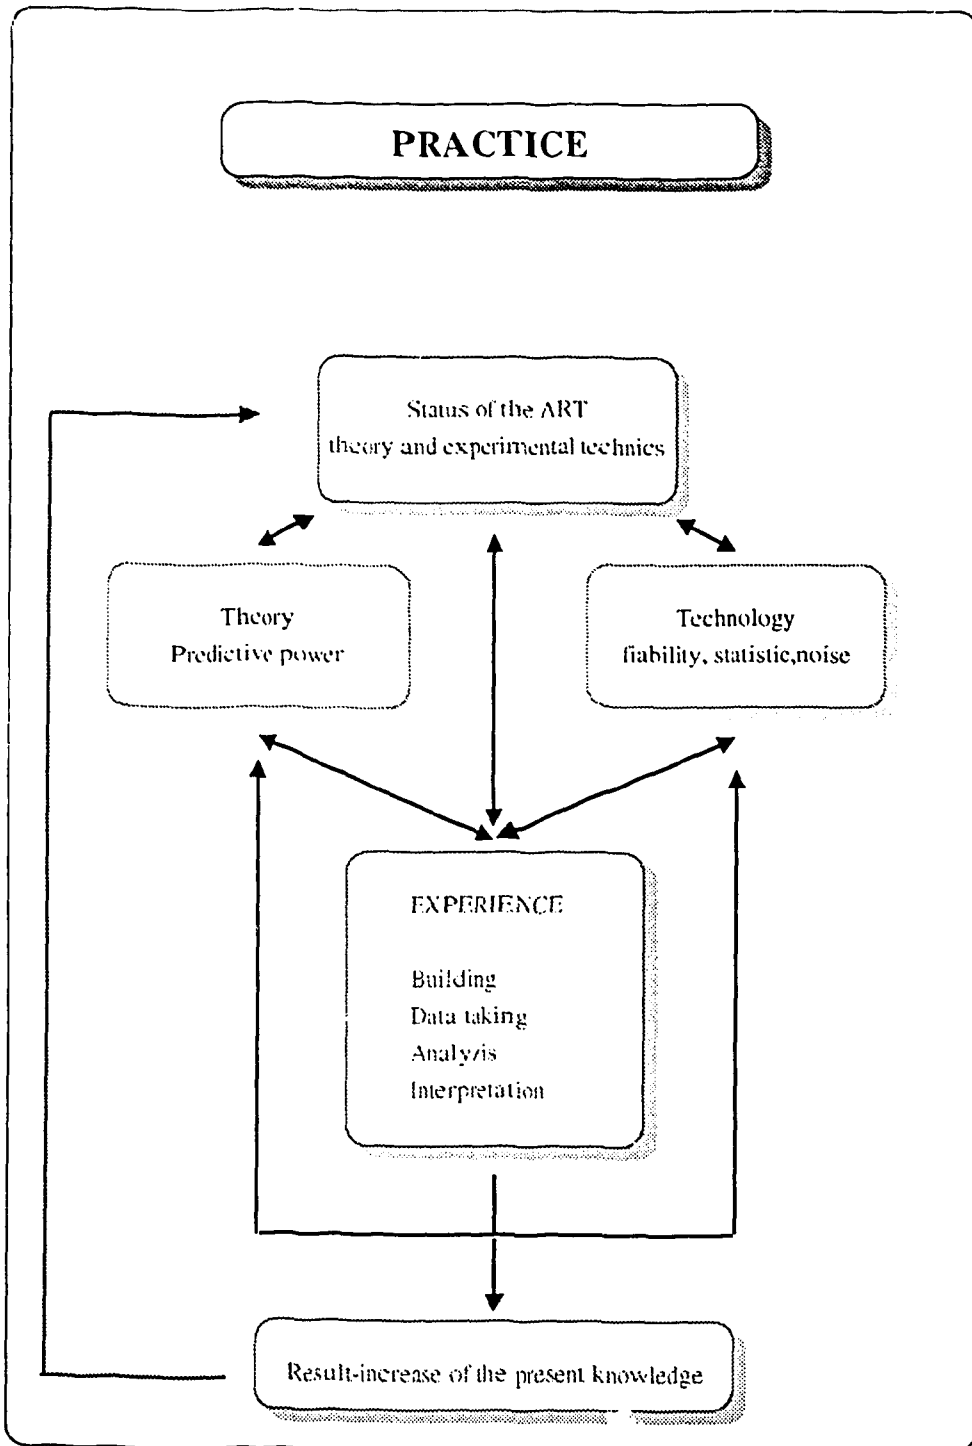 PRACTICE
Status of the ART
theory and experimental technics
Theory
Predictive power
Technology
fiability, statistic,noise
EXPERIENCE
Building
Data taking
Analyzis
Interpretation
Result-increase of the present knowledge